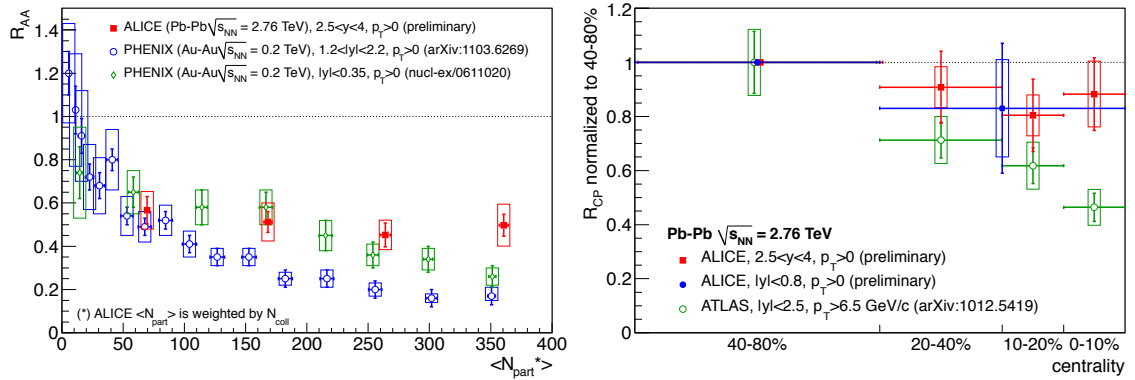 R_AA
1.4
1.2
1
0.8
0.6
0.4
0.2
0
ALICE (Pb-Pb √s_NN = 2.76 TeV), 2.5<y<4, p_T>0 (preliminary)
PHENIX (Au-Au √s_NN = 0.2 TeV), 1.2<|y|<2.2, p_T>0 (arXiv:1103.6269)
PHENIX (Au-Au √s_NN = 0.2 TeV), |y|<0.35, p_T>0 (nucl-ex/0611020)
(*) ALICE <N_part> is weighted by N_coll
0 50 100 150 200 250 300 350 400
<N_part*>
R_CP normalized to 40-80%
1.2
1
0.8
0.6
0.4
0.2
0
Pb-Pb √s_NN = 2.76 TeV
ALICE, 2.5<y<4, p_T>0 (preliminary)
ALICE, |y|<0.8, p_T>0 (preliminary)
ATLAS, |y|<2.5, p_T>6.5 GeV/c (arXiv:1012.5419)
40-80% 20-40% 10-20% 0-10%
centrality